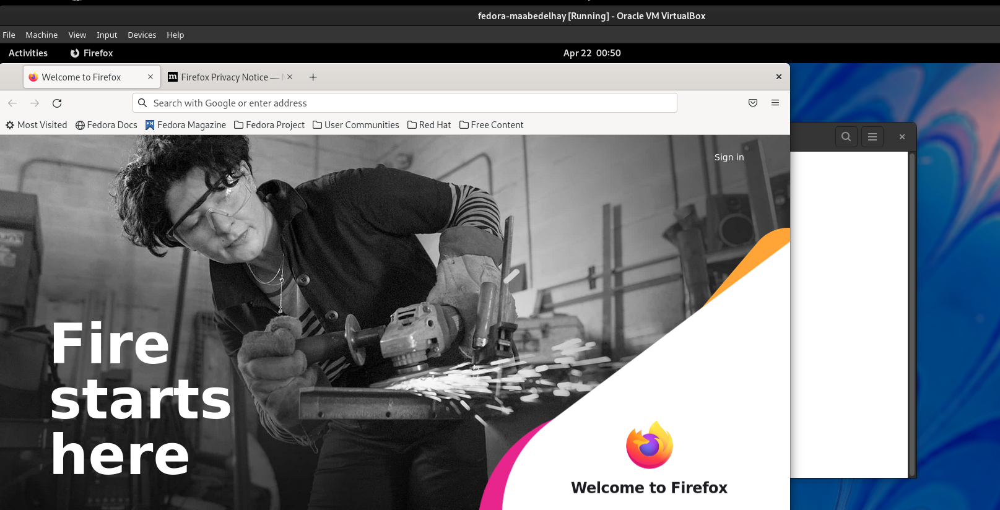 fedora-maabedelhay [Running] - Oracle VM VirtualBox
File Machine View Input Devices Help
Activities Firefox Apr 22 00:50
Welcome to Firefox Firefox Privacy Notice —
Search with Google or enter address
Most Visited Fedora Docs Fedora Magazine Fedora Project User Communities Red Hat Free Content
Sign in
Fire
starts
here
Welcome to Firefox